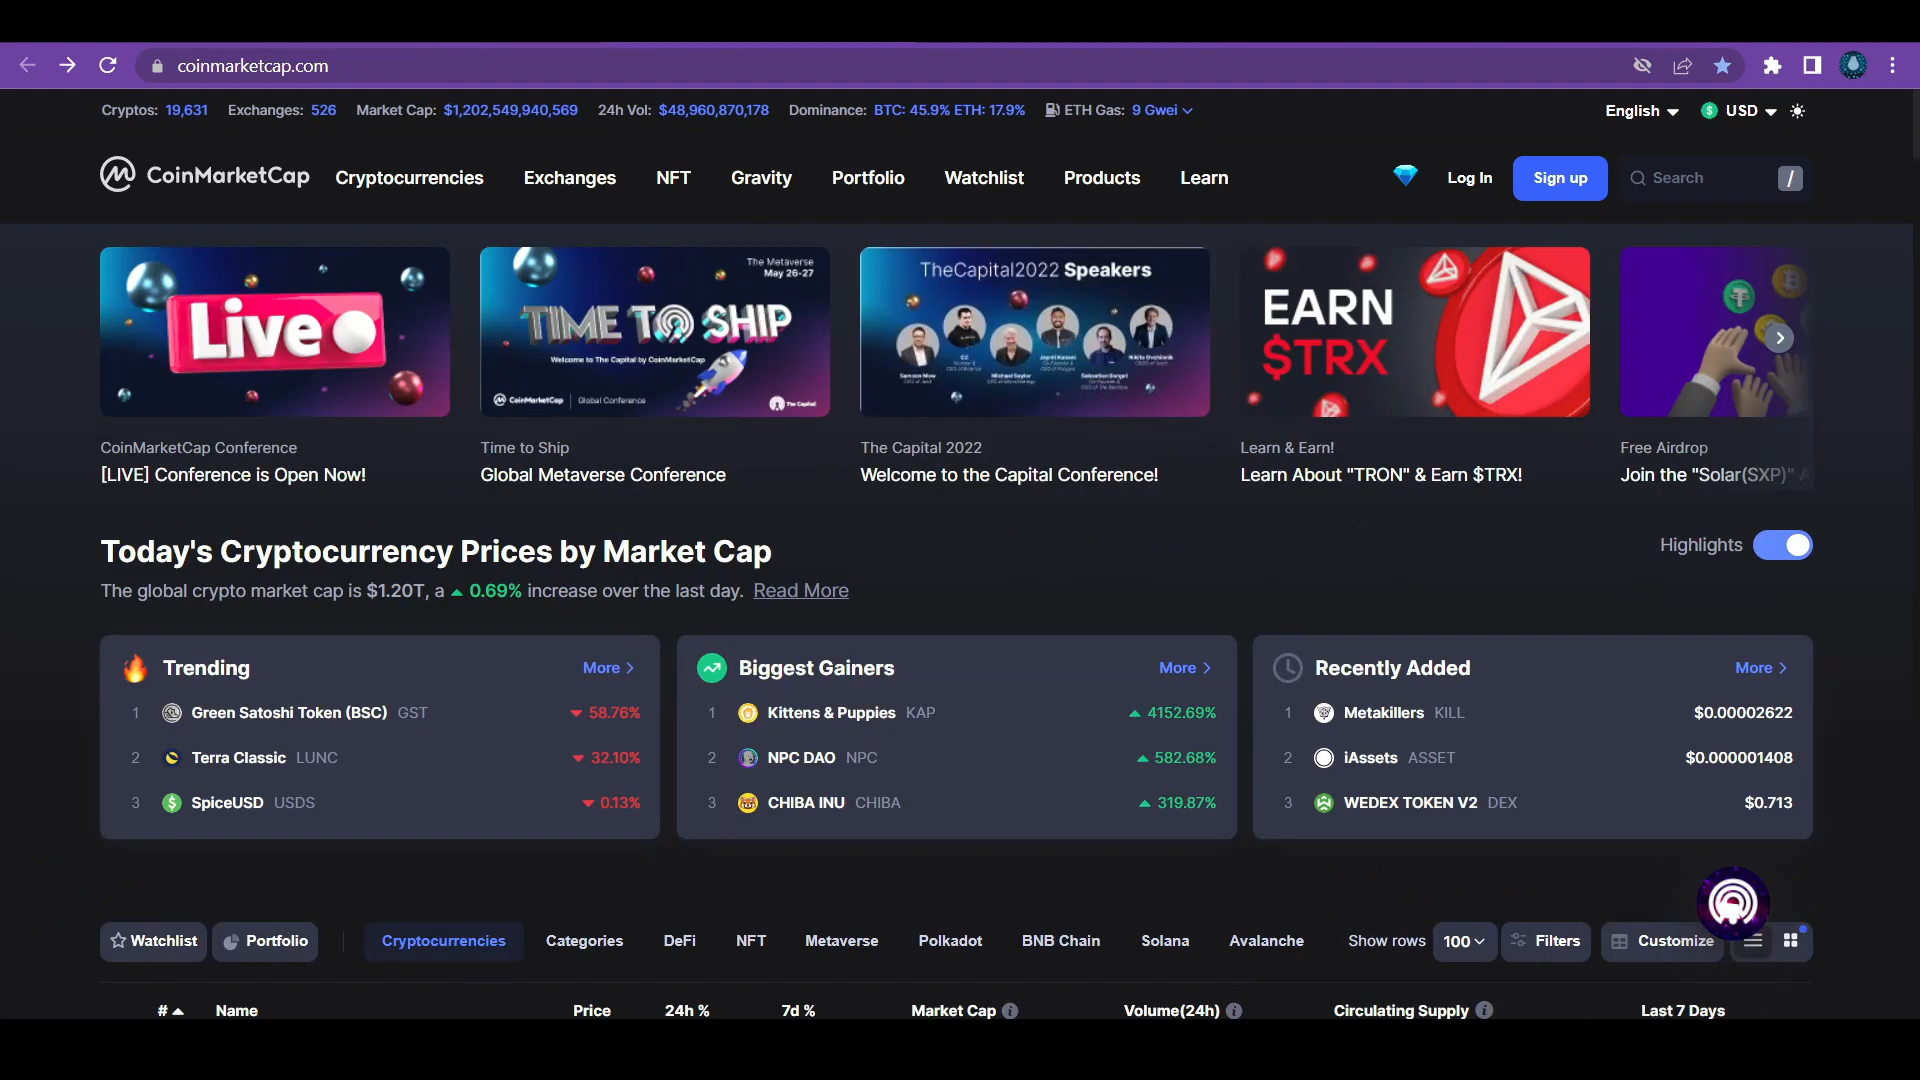 coinmarketcap.com
Cryptos: 19,631 Exchanges: 526 Market Cap: $1,202,549,940,569 24h Vol: $48,960,870,178 Dominance: BTC: 45.9% ETH: 17.9% ETH Gas: 9 Gwei English USD
CoinMarketCap Cryptocurrencies Exchanges NFT Gravity Portfolio Watchlist Products Learn Log In Sign up Search /
Live
The Metaverse
May 26-27
TIME TO SHIP
Welcome to The Capital by CoinMarketCap
CoinMarketCap Global Conference The Capital
TheCapital2022 Speakers
EARN
$TRX
CoinMarketCap Conference
[LIVE] Conference is Open Now!
Time to Ship
Global Metaverse Conference
The Capital 2022
Welcome to the Capital Conference!
Learn & Earn!
Learn About "TRON" & Earn $TRX!
Free Airdrop
Join the "Solar(SXP)" A
Today's Cryptocurrency Prices by Market Cap
Highlights
The global crypto market cap is $1.20T, a 0.69% increase over the last day. Read More
Trending More
1 Green Satoshi Token (BSC) GST 58.76%
2 Terra Classic LUNC 32.10%
3 SpiceUSD USDS 0.13%
Biggest Gainers More
1 Kittens & Puppies KAP 4152.69%
2 NPC DAO NPC 582.68%
3 CHIBA INU CHIBA 319.87%
Recently Added More
1 Metakillers KILL $0.00002622
2 iAssets ASSET $0.000001408
3 WEDEX TOKEN V2 DEX $0.713
Watchlist Portfolio Cryptocurrencies Categories DeFi NFT Metaverse Polkadot BNB Chain Solana Avalanche Show rows 100 Filters Customize
# Name Price 24h % 7d % Market Cap Volume(24h) Circulating Supply Last 7 Days